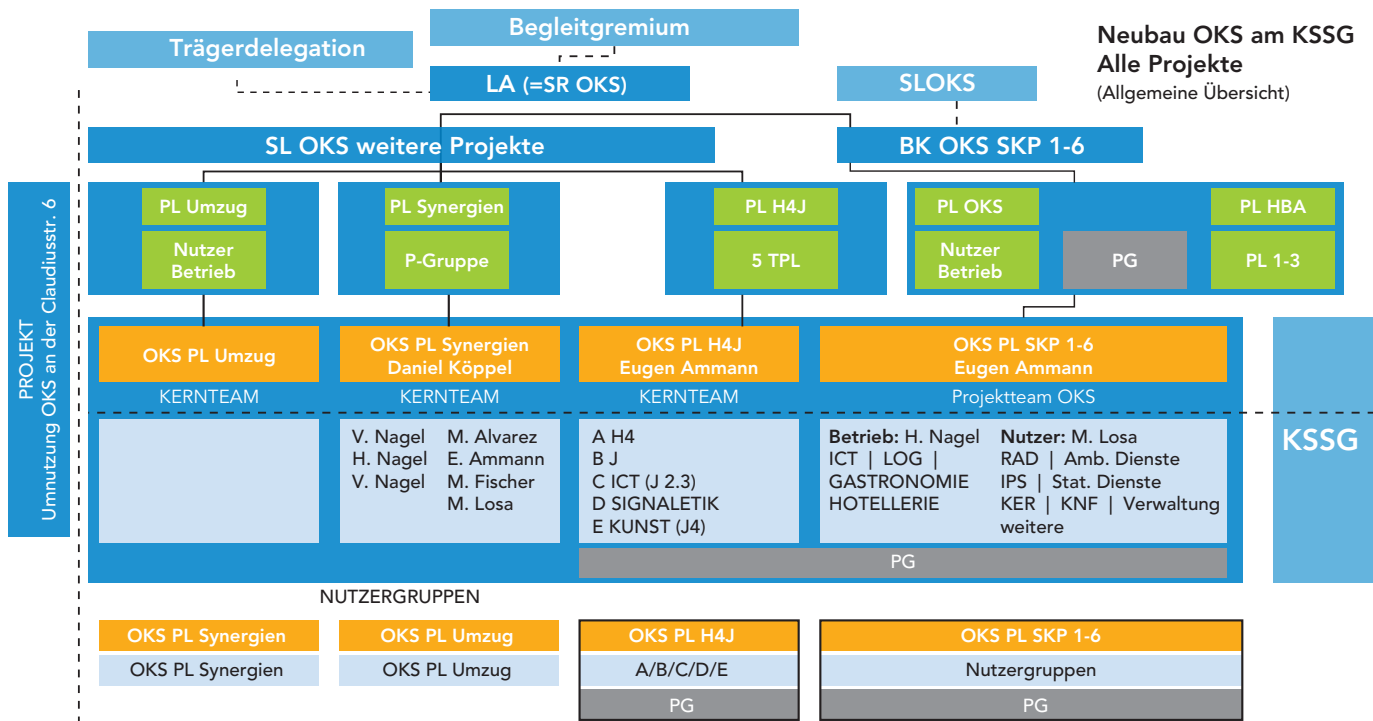 Trägerdelegation
Begleitgremium
Neubau OKS am KSSG
Alle Projekte
(Allgemeine Übersicht)
LA (=SR OKS)
SLOKS
SL OKS weitere Projekte
BK OKS SKP 1-6
PROJEKT
Umnutzung OKS an der Claudiusstr. 6
PL Umzug
Nutzer
Betrieb
PL Synergien
P-Gruppe
PL H4J
5 TPL
PL OKS
Nutzer
Betrieb
PG
PL HBA
PL 1-3
OKS PL Umzug
KERNTEAM
OKS PL Synergien
Daniel Köppel
KERNTEAM
OKS PL H4J
Eugen Ammann
KERNTEAM
OKS PL SKP 1-6
Eugen Ammann
Projektteam OKS
V. Nagel
H. Nagel
V. Nagel
M. Alvarez
E. Ammann
M. Fischer
M. Losa
A H4
B J
C ICT (J 2.3)
D SIGNALETIK
E KUNST (J4)
Betrieb: H. Nagel
ICT | LOG |
GASTRONOMIE
HOTELLERIE
Nutzer: M. Losa
RAD | Amb. Dienste
IPS | Stat. Dienste
KER | KNF | Verwaltung
weitere
PG
KSSG
NUTZERGRUPPEN
OKS PL Synergien
OKS PL Synergien
OKS PL Umzug
OKS PL Umzug
OKS PL H4J
A/B/C/D/E
PG
OKS PL SKP 1-6
Nutzergruppen
PG